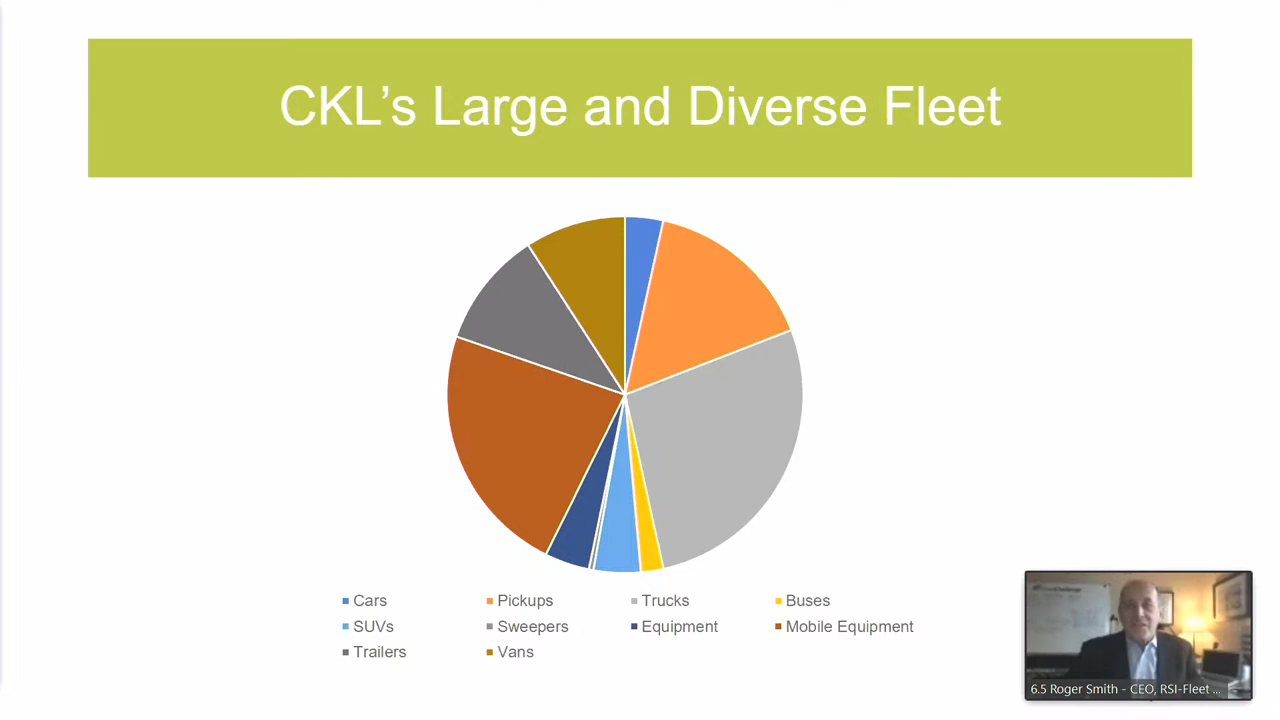 CKL’s Large and Diverse Fleet
Cars Pickups Trucks Buses
SUVs Sweepers Equipment Mobile Equipment
Trailers Vans
6.5 Roger Smith - CEO, RSI-Fleet ...